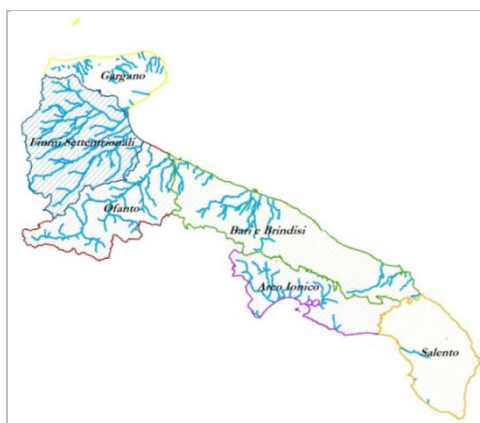 Gargano
Fiumi Settentrionali
Ofanto
Bari e Brindisi
Arco Ionico
Salento